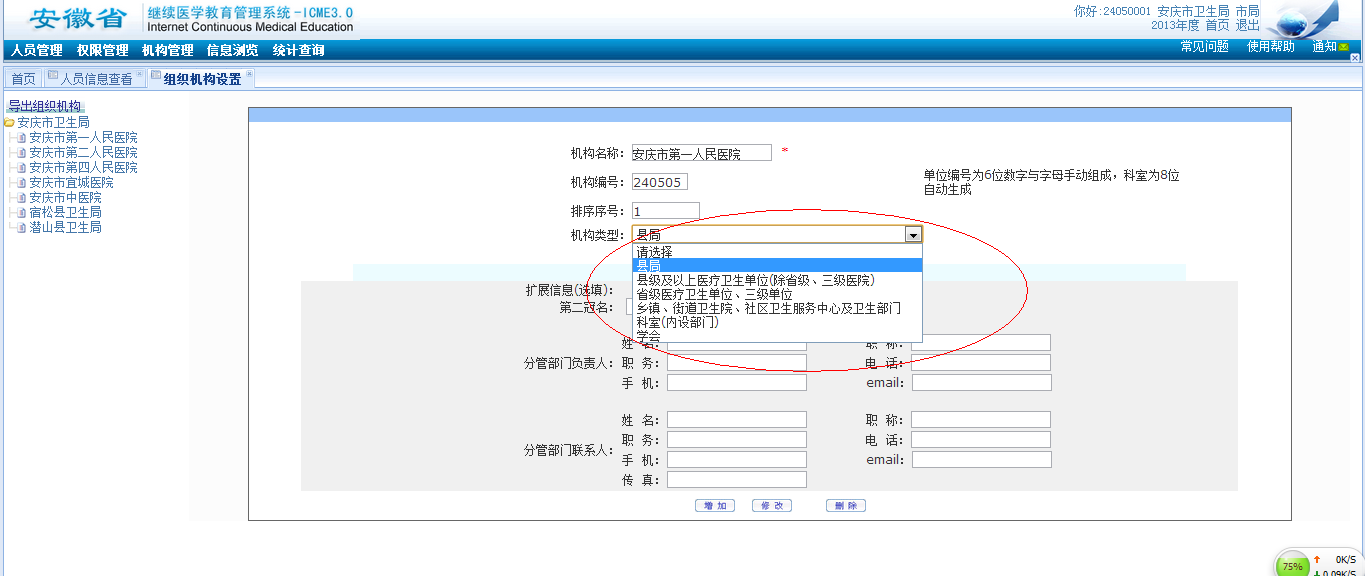 安徽省 继续医学教育管理系统 -ICME3.0
Internet Continuous Medical Education
你好:24050001 安庆市卫生局 市局
2013年度 首页 退出
人员管理 权限管理 机构管理 信息浏览 统计查询
常见问题 使用帮助 通知
首页 人员信息查看 组织机构设置
导出组织机构
安庆市卫生局
安庆市第一人民医院
安庆市第二人民医院
安庆市第四人民医院
安庆市宜城医院
安庆市中医院
宿松县卫生局
潜山县卫生局
机构名称: 安庆市第一人民医院 *
机构编号: 240505
单位编号为6位数字与字母手动组成，科室为8位
自动生成
排序序号: 1
机构类型: 县局
请选择
县局
县级及以上医疗卫生单位(除省级、三级医院)
省级医疗卫生单位、三级单位
乡镇、街道卫生院、社区卫生服务中心及卫生部门
科室(内设部门)
学会
扩展信息(选填):
第二冠名:
分管部门负责人:
姓 名: 职 称:
职 务: 电 话:
手 机: email:
分管部门联系人:
姓 名: 职 称:
职 务: 电 话:
手 机: email:
传 真:
增 加 修 改 删 除
75% 0K/S
0.09K/S